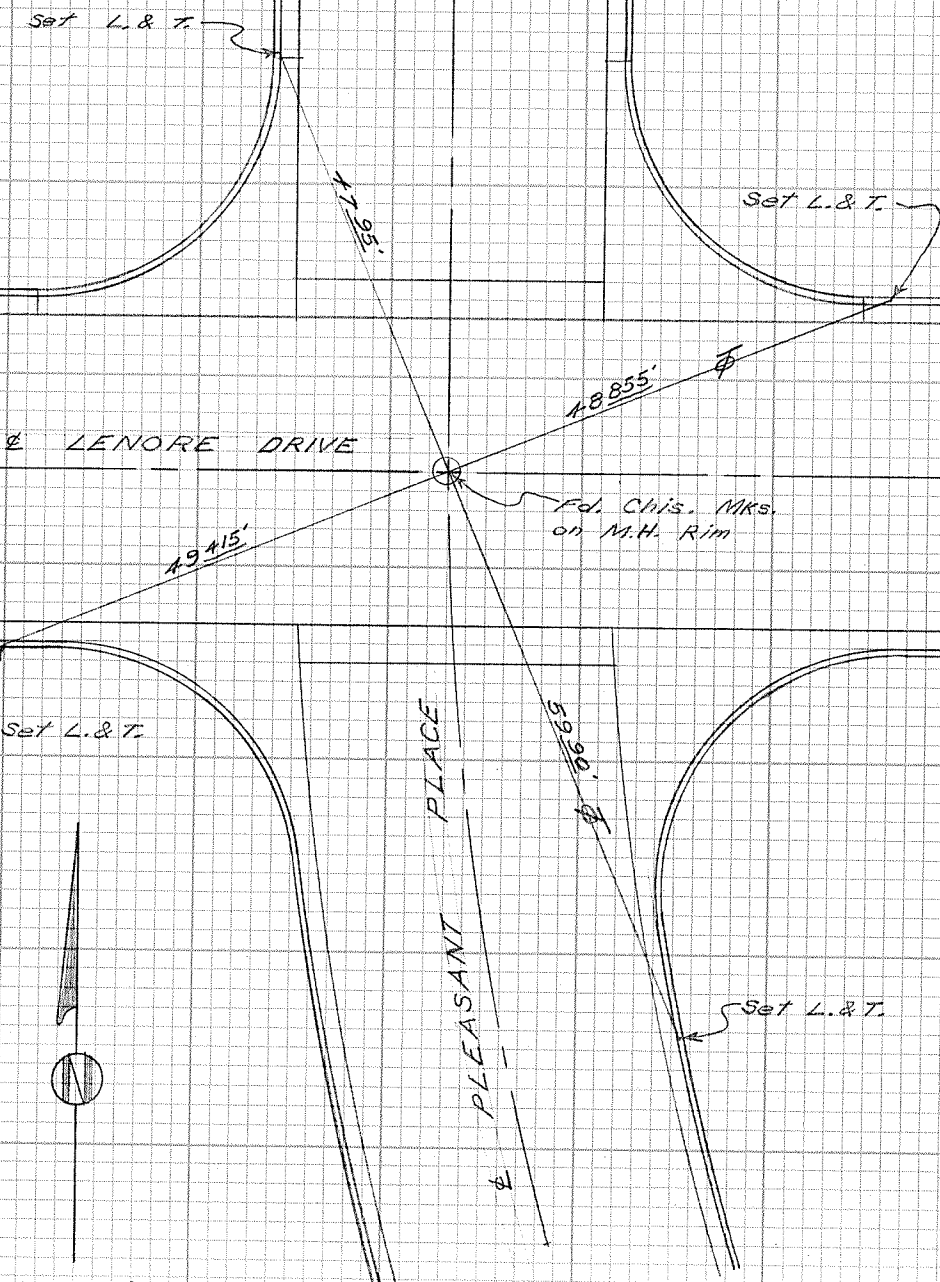 Set L. & T.
47.95'
Set L. & T.
48.855'
℄ LENORE DRIVE
Fd. Chis. Mks.
on M.H. Rim
49.415'
Set L. & T.
59.90'
℄ PLEASANT PLACE
Set L. & T.
N